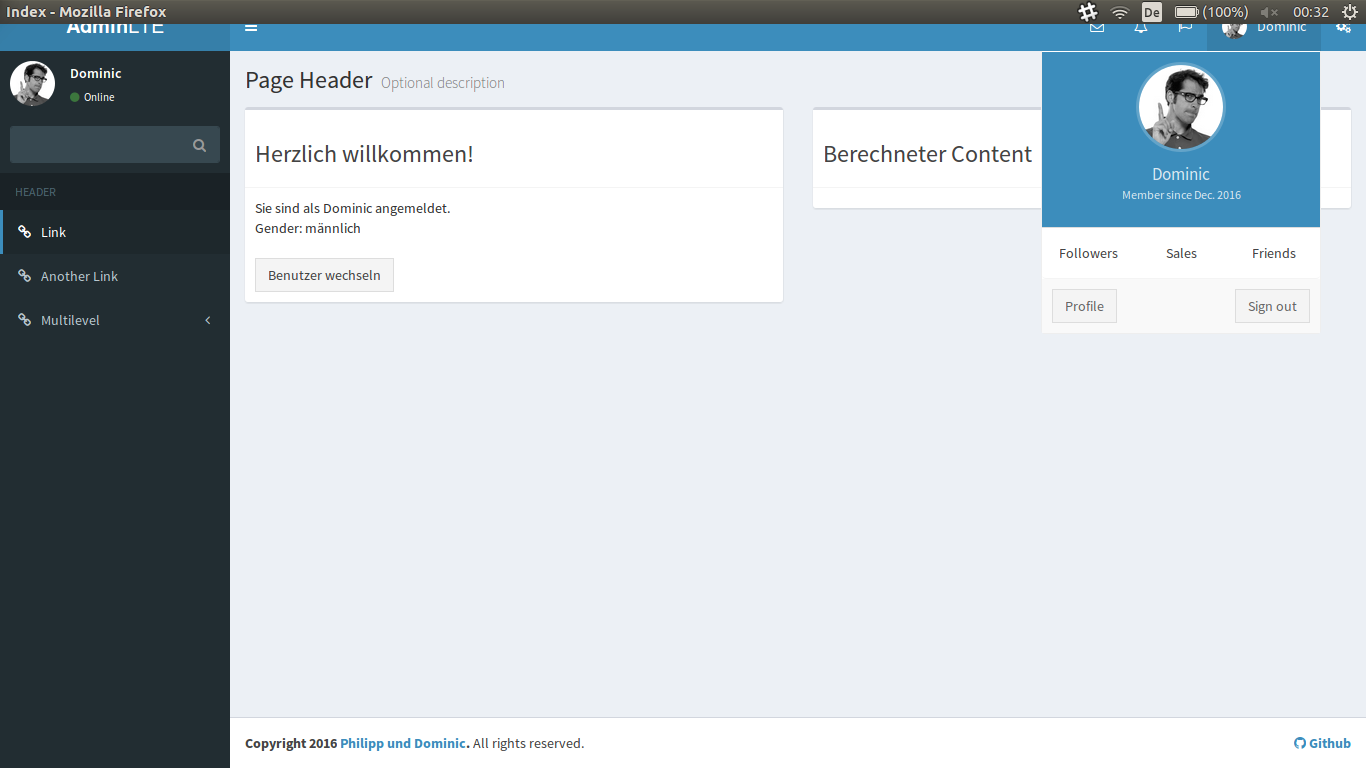 Index - Mozilla Firefox
De
(100%)
00:32
AdminLTE
Dominic
Dominic
Online
HEADER
Link
Another Link
Multilevel
Page Header Optional description
Herzlich willkommen!
Sie sind als Dominic angemeldet.
Gender: männlich
Benutzer wechseln
Berechneter Content
Dominic
Member since Dec. 2016
Followers
Sales
Friends
Profile
Sign out
Copyright 2016 Philipp und Dominic. All rights reserved.
Github